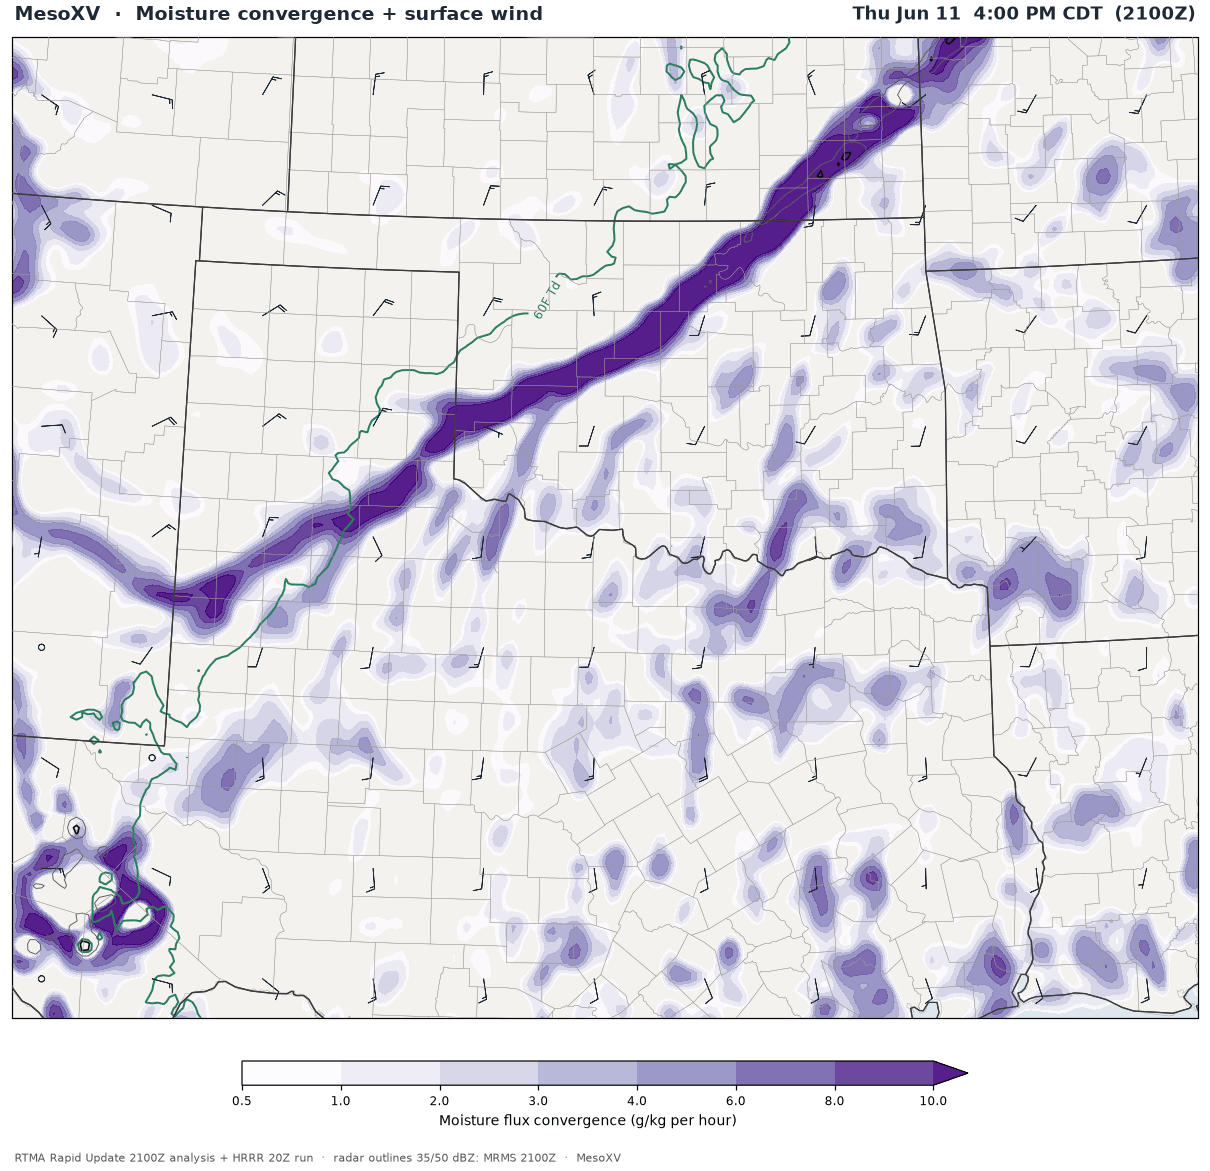 MesoXV · Moisture convergence + surface wind
Thu Jun 11 4:00 PM CDT (2100Z)
60F Td
0.5 1.0 2.0 3.0 4.0 6.0 8.0 10.0
Moisture flux convergence (g/kg per hour)
RTMA Rapid Update 2100Z analysis + HRRR 20Z run · radar outlines 35/50 dBZ: MRMS 2100Z · MesoXV